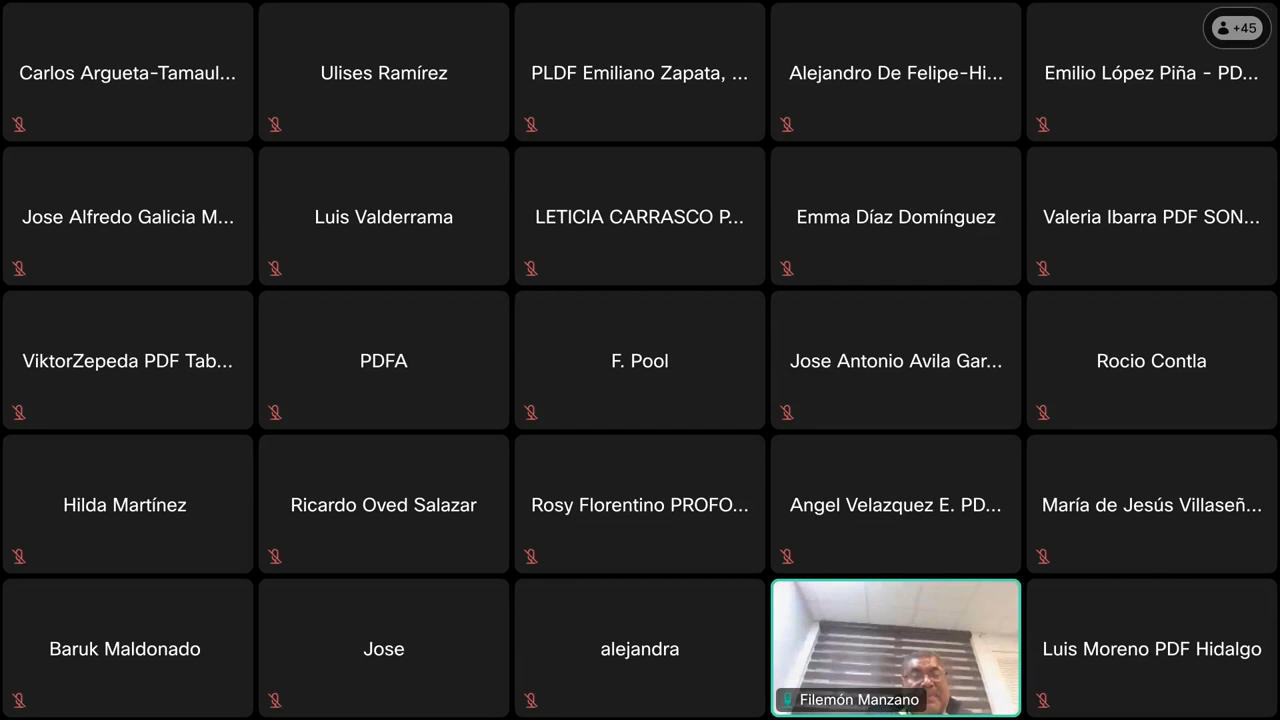 +45
Carlos Argueta-Tamaul...
Ulises Ramírez
PLDF Emiliano Zapata, ...
Alejandro De Felipe-Hi...
Emilio López Piña - PD...
Jose Alfredo Galicia M...
Luis Valderrama
LETICIA CARRASCO P...
Emma Díaz Domínguez
Valeria Ibarra PDF SON...
ViktorZepeda PDF Tab...
PDFA
F. Pool
Jose Antonio Avila Gar...
Rocio Contla
Hilda Martínez
Ricardo Oved Salazar
Rosy Florentino PROFO...
Angel Velazquez E. PD...
María de Jesús Villaseñ...
Baruk Maldonado
Jose
alejandra
Filemón Manzano
Luis Moreno PDF Hidalgo